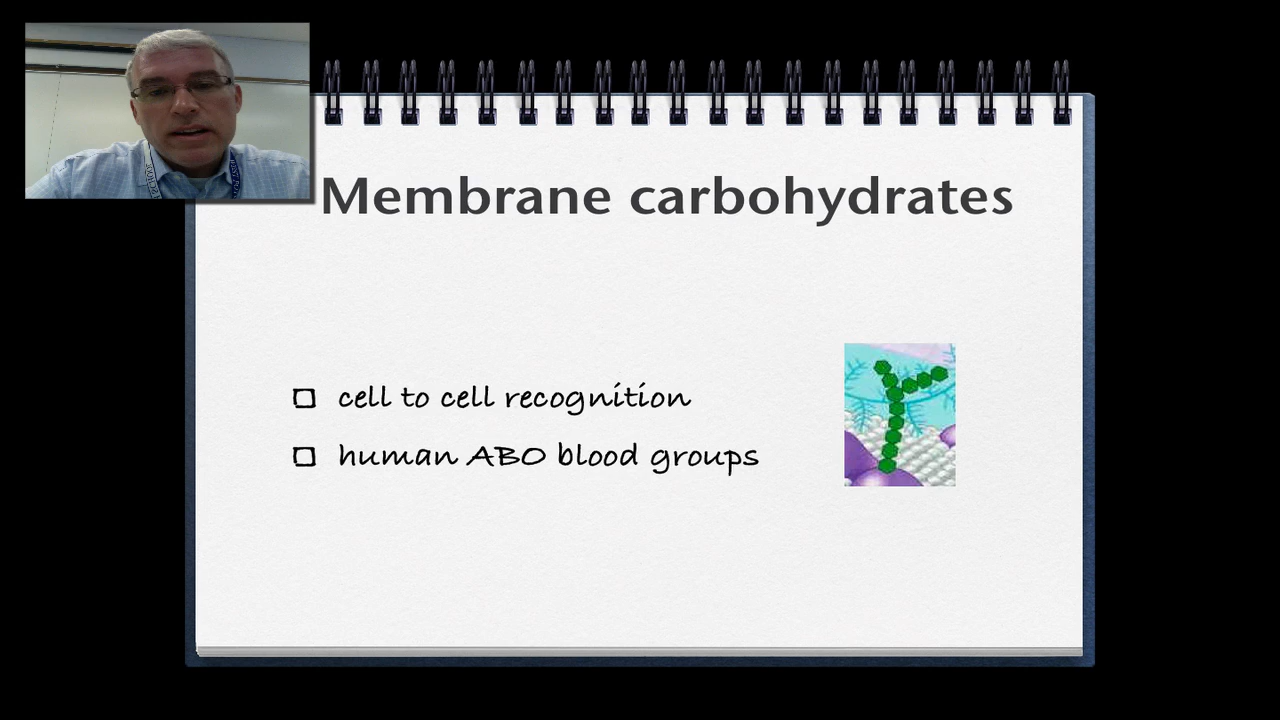 Membrane carbohydrates
cell to cell recognition
human ABO blood groups